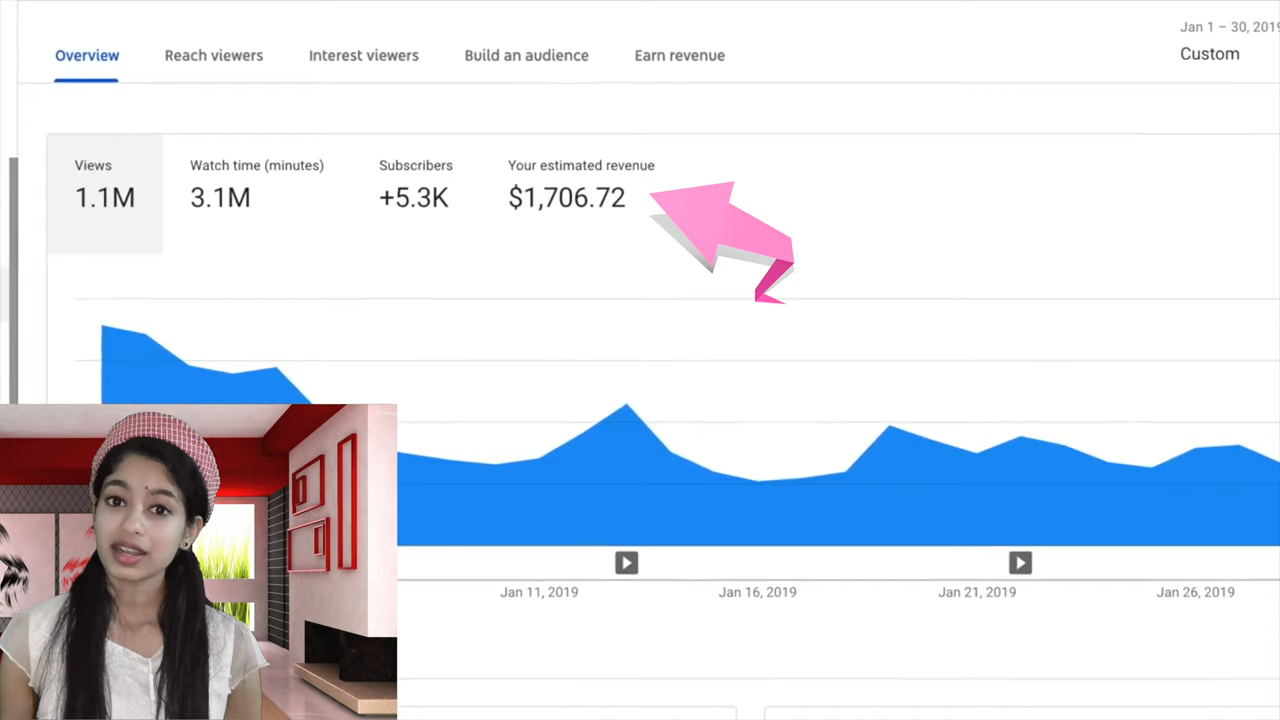 Jan 1 – 30, 2019
Overview Reach viewers Interest viewers Build an audience Earn revenue
Custom
Views Watch time (minutes) Subscribers Your estimated revenue
1.1M 3.1M +5.3K $1,706.72
Jan 11, 2019 Jan 16, 2019 Jan 21, 2019 Jan 26, 2019